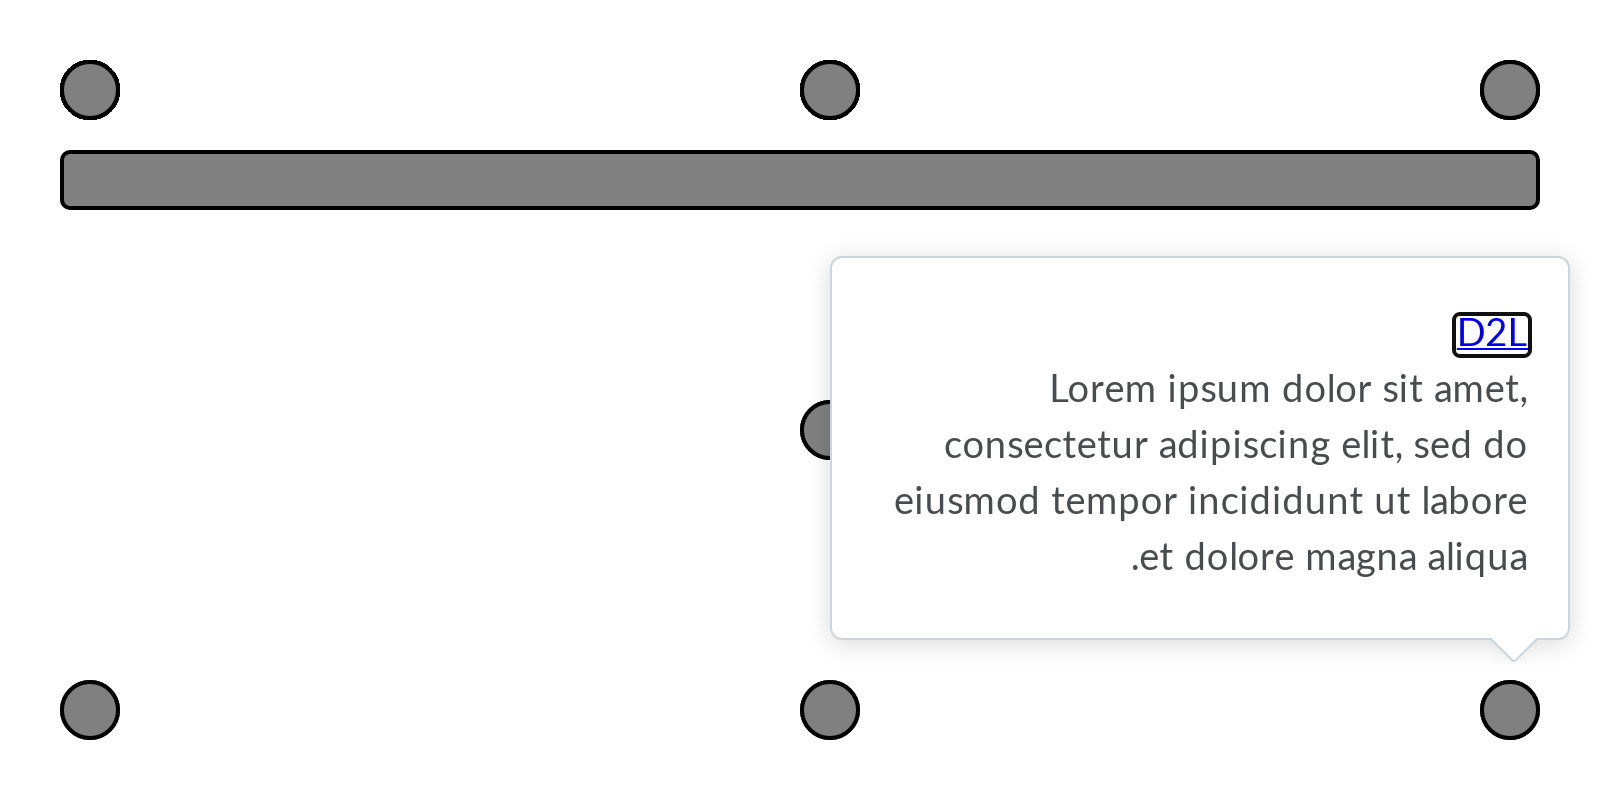 D2L
Lorem ipsum dolor sit amet,
consectetur adipiscing elit, sed do
eiusmod tempor incididunt ut labore
.et dolore magna aliqua